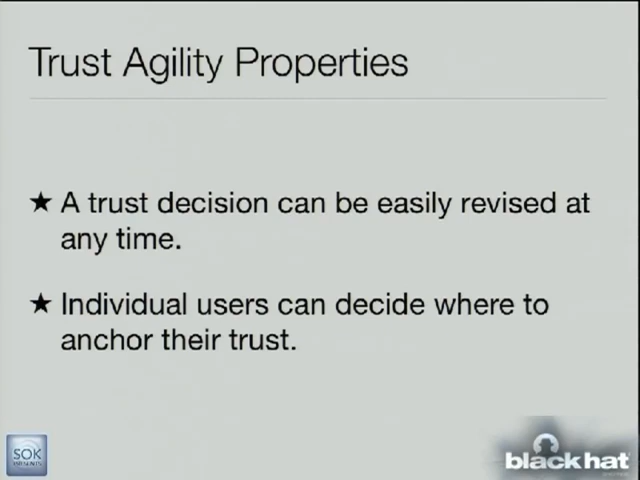 Trust Agility Properties
★ A trust decision can be easily revised at
any time.
★ Individual users can decide where to
anchor their trust.
SOK
black hat